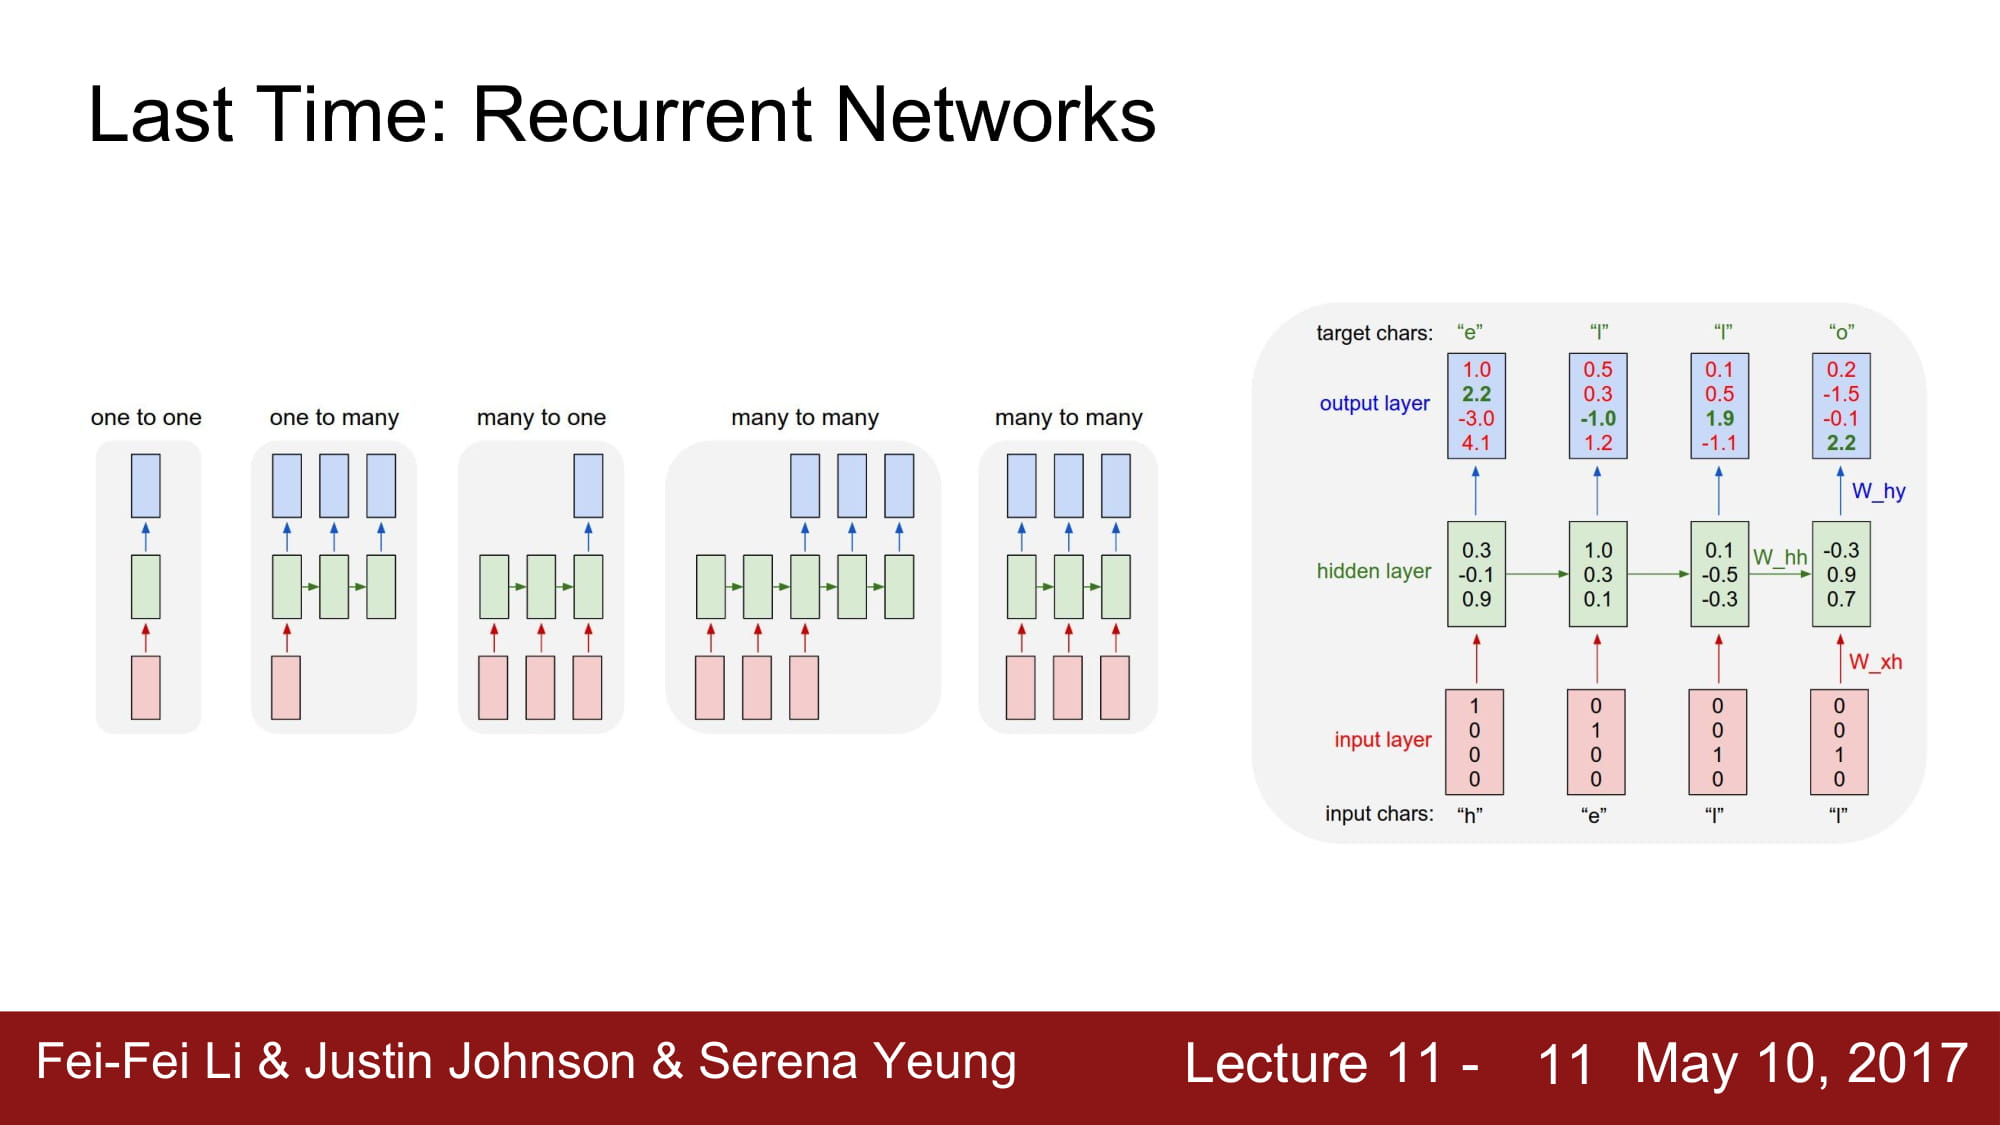 Last Time: Recurrent Networks
one to one
one to many
many to one
many to many
many to many
target chars: “e” “l” “l” “o”
output layer
1.0 0.5 0.1 0.2
2.2 0.3 0.5 -1.5
-3.0 -1.0 1.9 -0.1
4.1 1.2 -1.1 2.2
W_hy
hidden layer
0.3 1.0 0.1 -0.3
-0.1 0.3 -0.5 0.9
0.9 0.1 -0.3 0.7
W_hh
W_xh
input layer
1 0 0 0
0 1 0 0
0 0 1 1
0 0 0 0
input chars: “h” “e” “l” “l”
Fei-Fei Li & Justin Johnson & Serena Yeung
Lecture 11 - 11 May 10, 2017